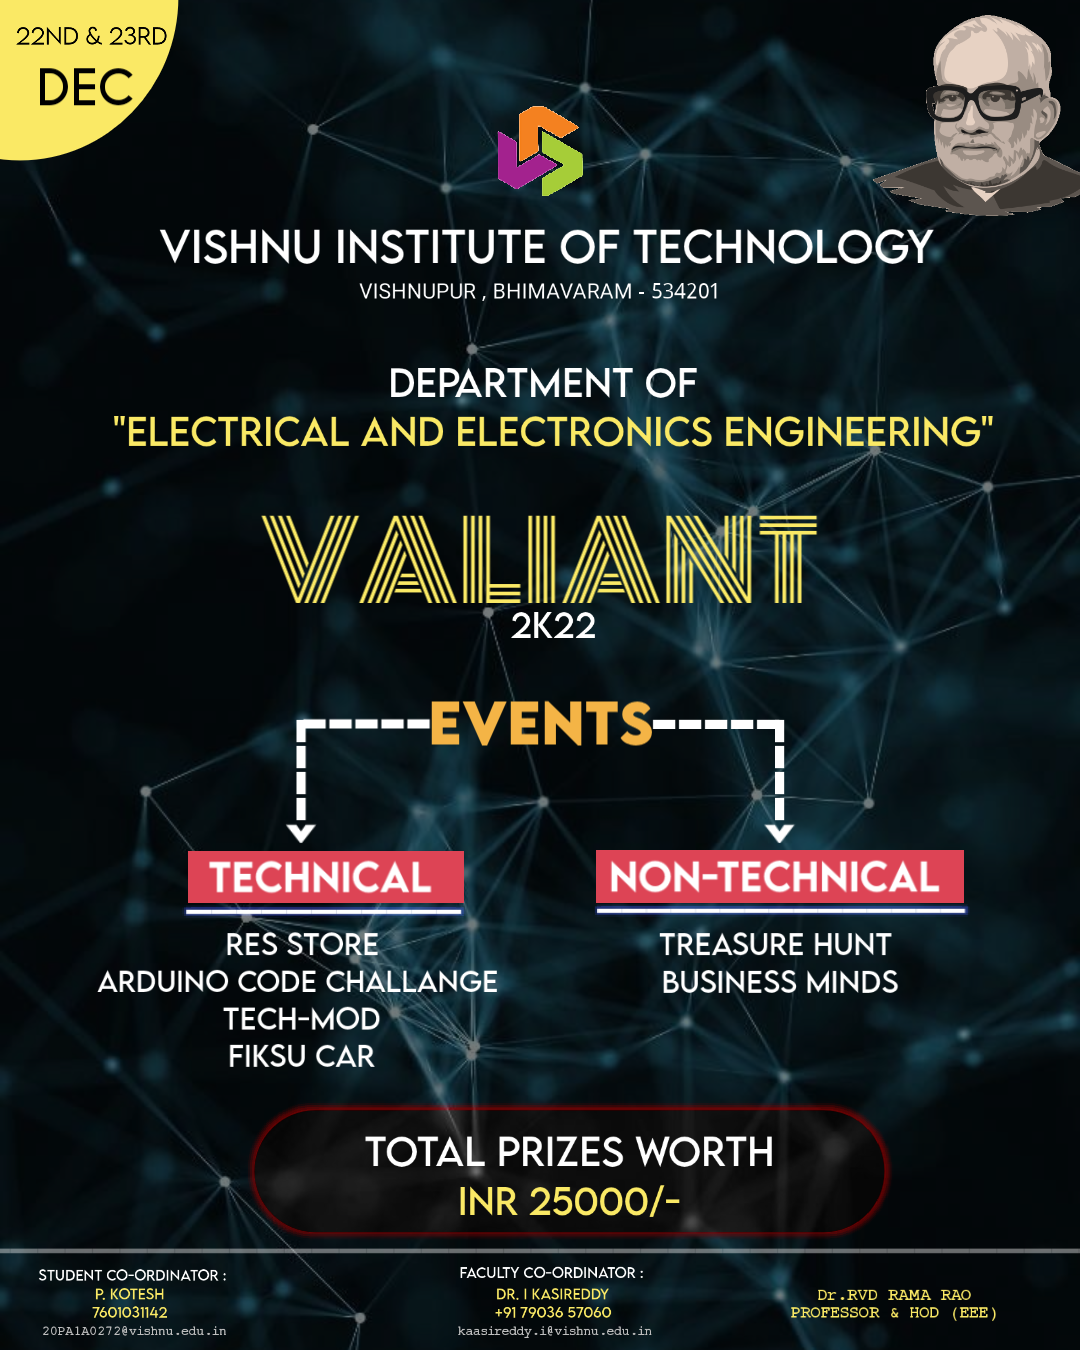 22ND & 23RD
DEC
VISHNU INSTITUTE OF TECHNOLOGY
VISHNUPUR , BHIMAVARAM - 534201
DEPARTMENT OF
"ELECTRICAL AND ELECTRONICS ENGINEERING"
VALIANT
2K22
EVENTS
TECHNICAL
RES STORE
ARDUINO CODE CHALLANGE
TECH-MOD
FIKSU CAR
NON-TECHNICAL
TREASURE HUNT
BUSINESS MINDS
TOTAL PRIZES WORTH
INR 25000/-
STUDENT CO-ORDINATOR :
P. KOTESH
7601031142
20PA1A0272@vishnu.edu.in
FACULTY CO-ORDINATOR :
DR. I KASIREDDY
+91 79036 57060
kaasireddy.i@vishnu.edu.in
Dr.RVD RAMA RAO
PROFESSOR & HOD (EEE)